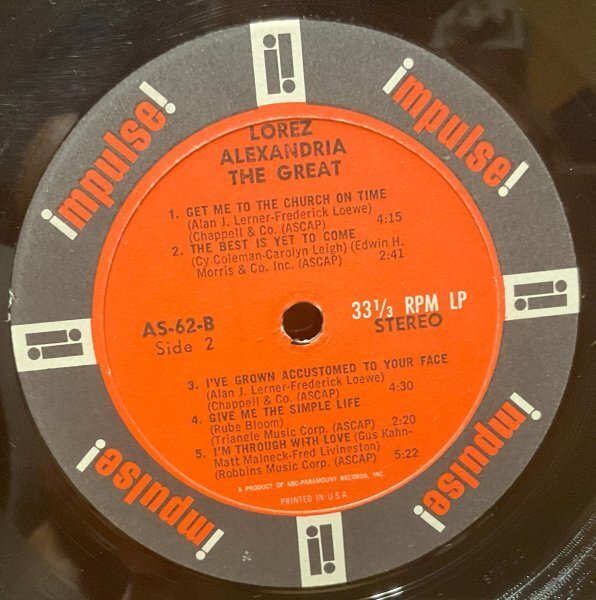 impulse!
impulse!
LOREZ
ALEXANDRIA
THE GREAT
1. GET ME TO THE CHURCH ON TIME
(Alan J. Lerner-Frederick Loewe)
(Chappell & Co. (ASCAP) 4:15
2. THE BEST IS YET TO COME
(Cy Coleman-Carolyn Leigh) (Edwin H.
Morris & Co. Inc. (ASCAP) 2:41
AS-62-B
Side 2
33 1/3 RPM LP
STEREO
3. I'VE GROWN ACCUSTOMED TO YOUR FACE
(Alan J. Lerner-Frederick Loewe)
(Chappell & Co. (ASCAP) 4:30
4. GIVE ME THE SIMPLE LIFE
(Rube Bloom)
(Triangle Music Corp. (ASCAP) 2:20
5. I'M THROUGH WITH LOVE (Gus Kahn-
Matt Malneck-Fred Livingston)
(Robbins Music Corp. (ASCAP) 5:22
A PRODUCT OF ABC-PARAMOUNT RECORDS, INC.
PRINTED IN U.S.A
impulse!
impulse!